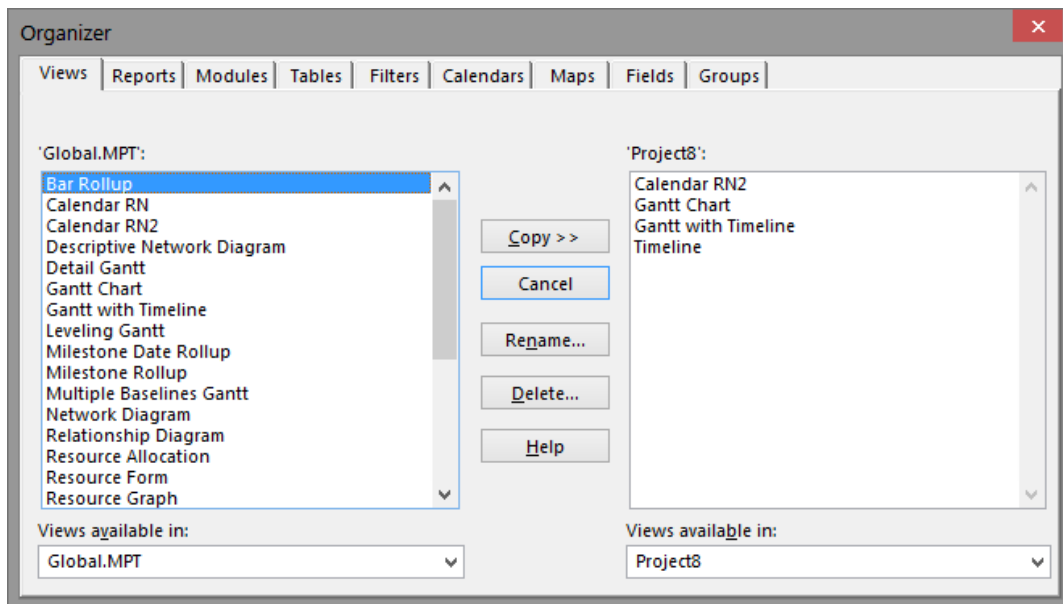 Organizer
Views Reports Modules Tables Filters Calendars Maps Fields Groups
'Global.MPT':
Bar Rollup
Calendar RN
Calendar RN2
Descriptive Network Diagram
Detail Gantt
Gantt Chart
Gantt with Timeline
Leveling Gantt
Milestone Date Rollup
Milestone Rollup
Multiple Baselines Gantt
Network Diagram
Relationship Diagram
Resource Allocation
Resource Form
Resource Graph
Views available in:
Global.MPT
Copy >>
Cancel
Rename...
Delete...
Help
'Project8':
Calendar RN2
Gantt Chart
Gantt with Timeline
Timeline
Views available in:
Project8